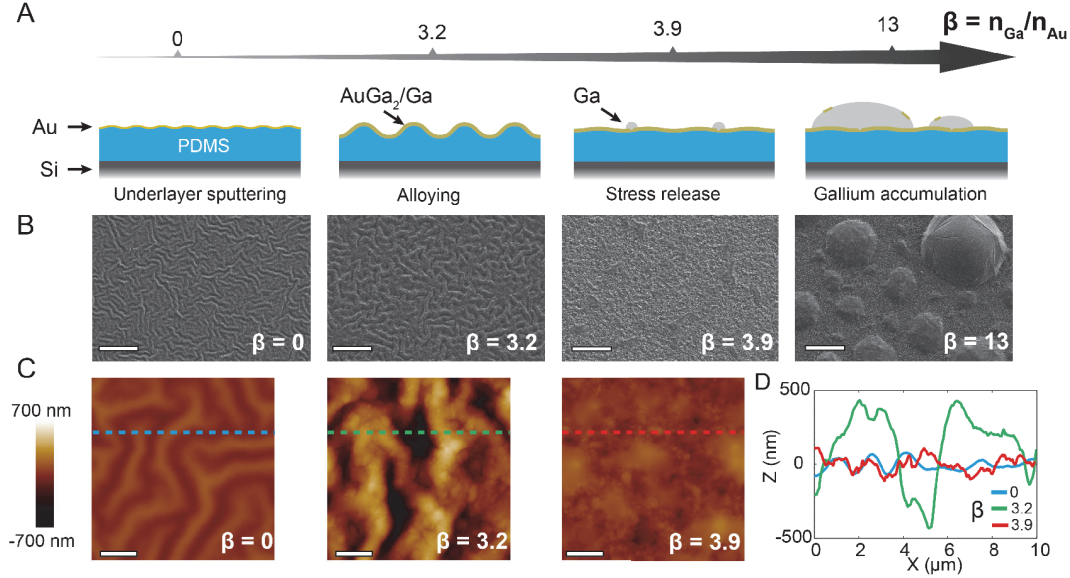 A
0
3.2
3.9
13
β = nGa/nAu
AuGa2/Ga
Ga
Au
PDMS
Si
Underlayer sputtering
Alloying
Stress release
Gallium accumulation
B
β = 0
β = 3.2
β = 3.9
β = 13
C
700 nm
-700 nm
β = 0
β = 3.2
β = 3.9
D
500
0
-500
Z (nm)
β
0
3.2
3.9
0 2 4 6 8 10
X (μm)